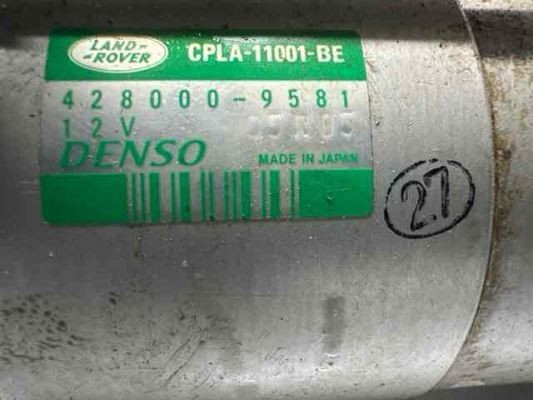 LAND-
ROVER
CPLA-11001-BE
428000-9581
12V
DENSO
MADE IN JAPAN
27